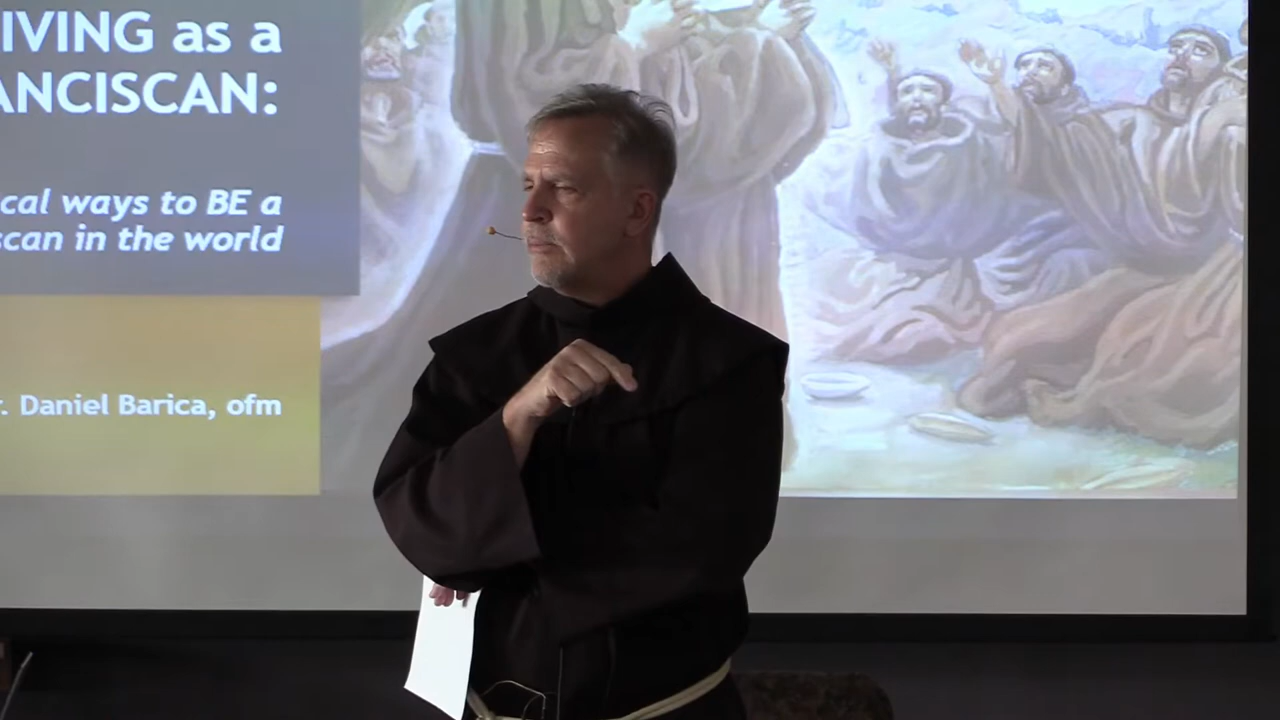 IVING as a
ANCISCAN:
cal ways to BE a
scan in the world
r. Daniel Barica, ofm